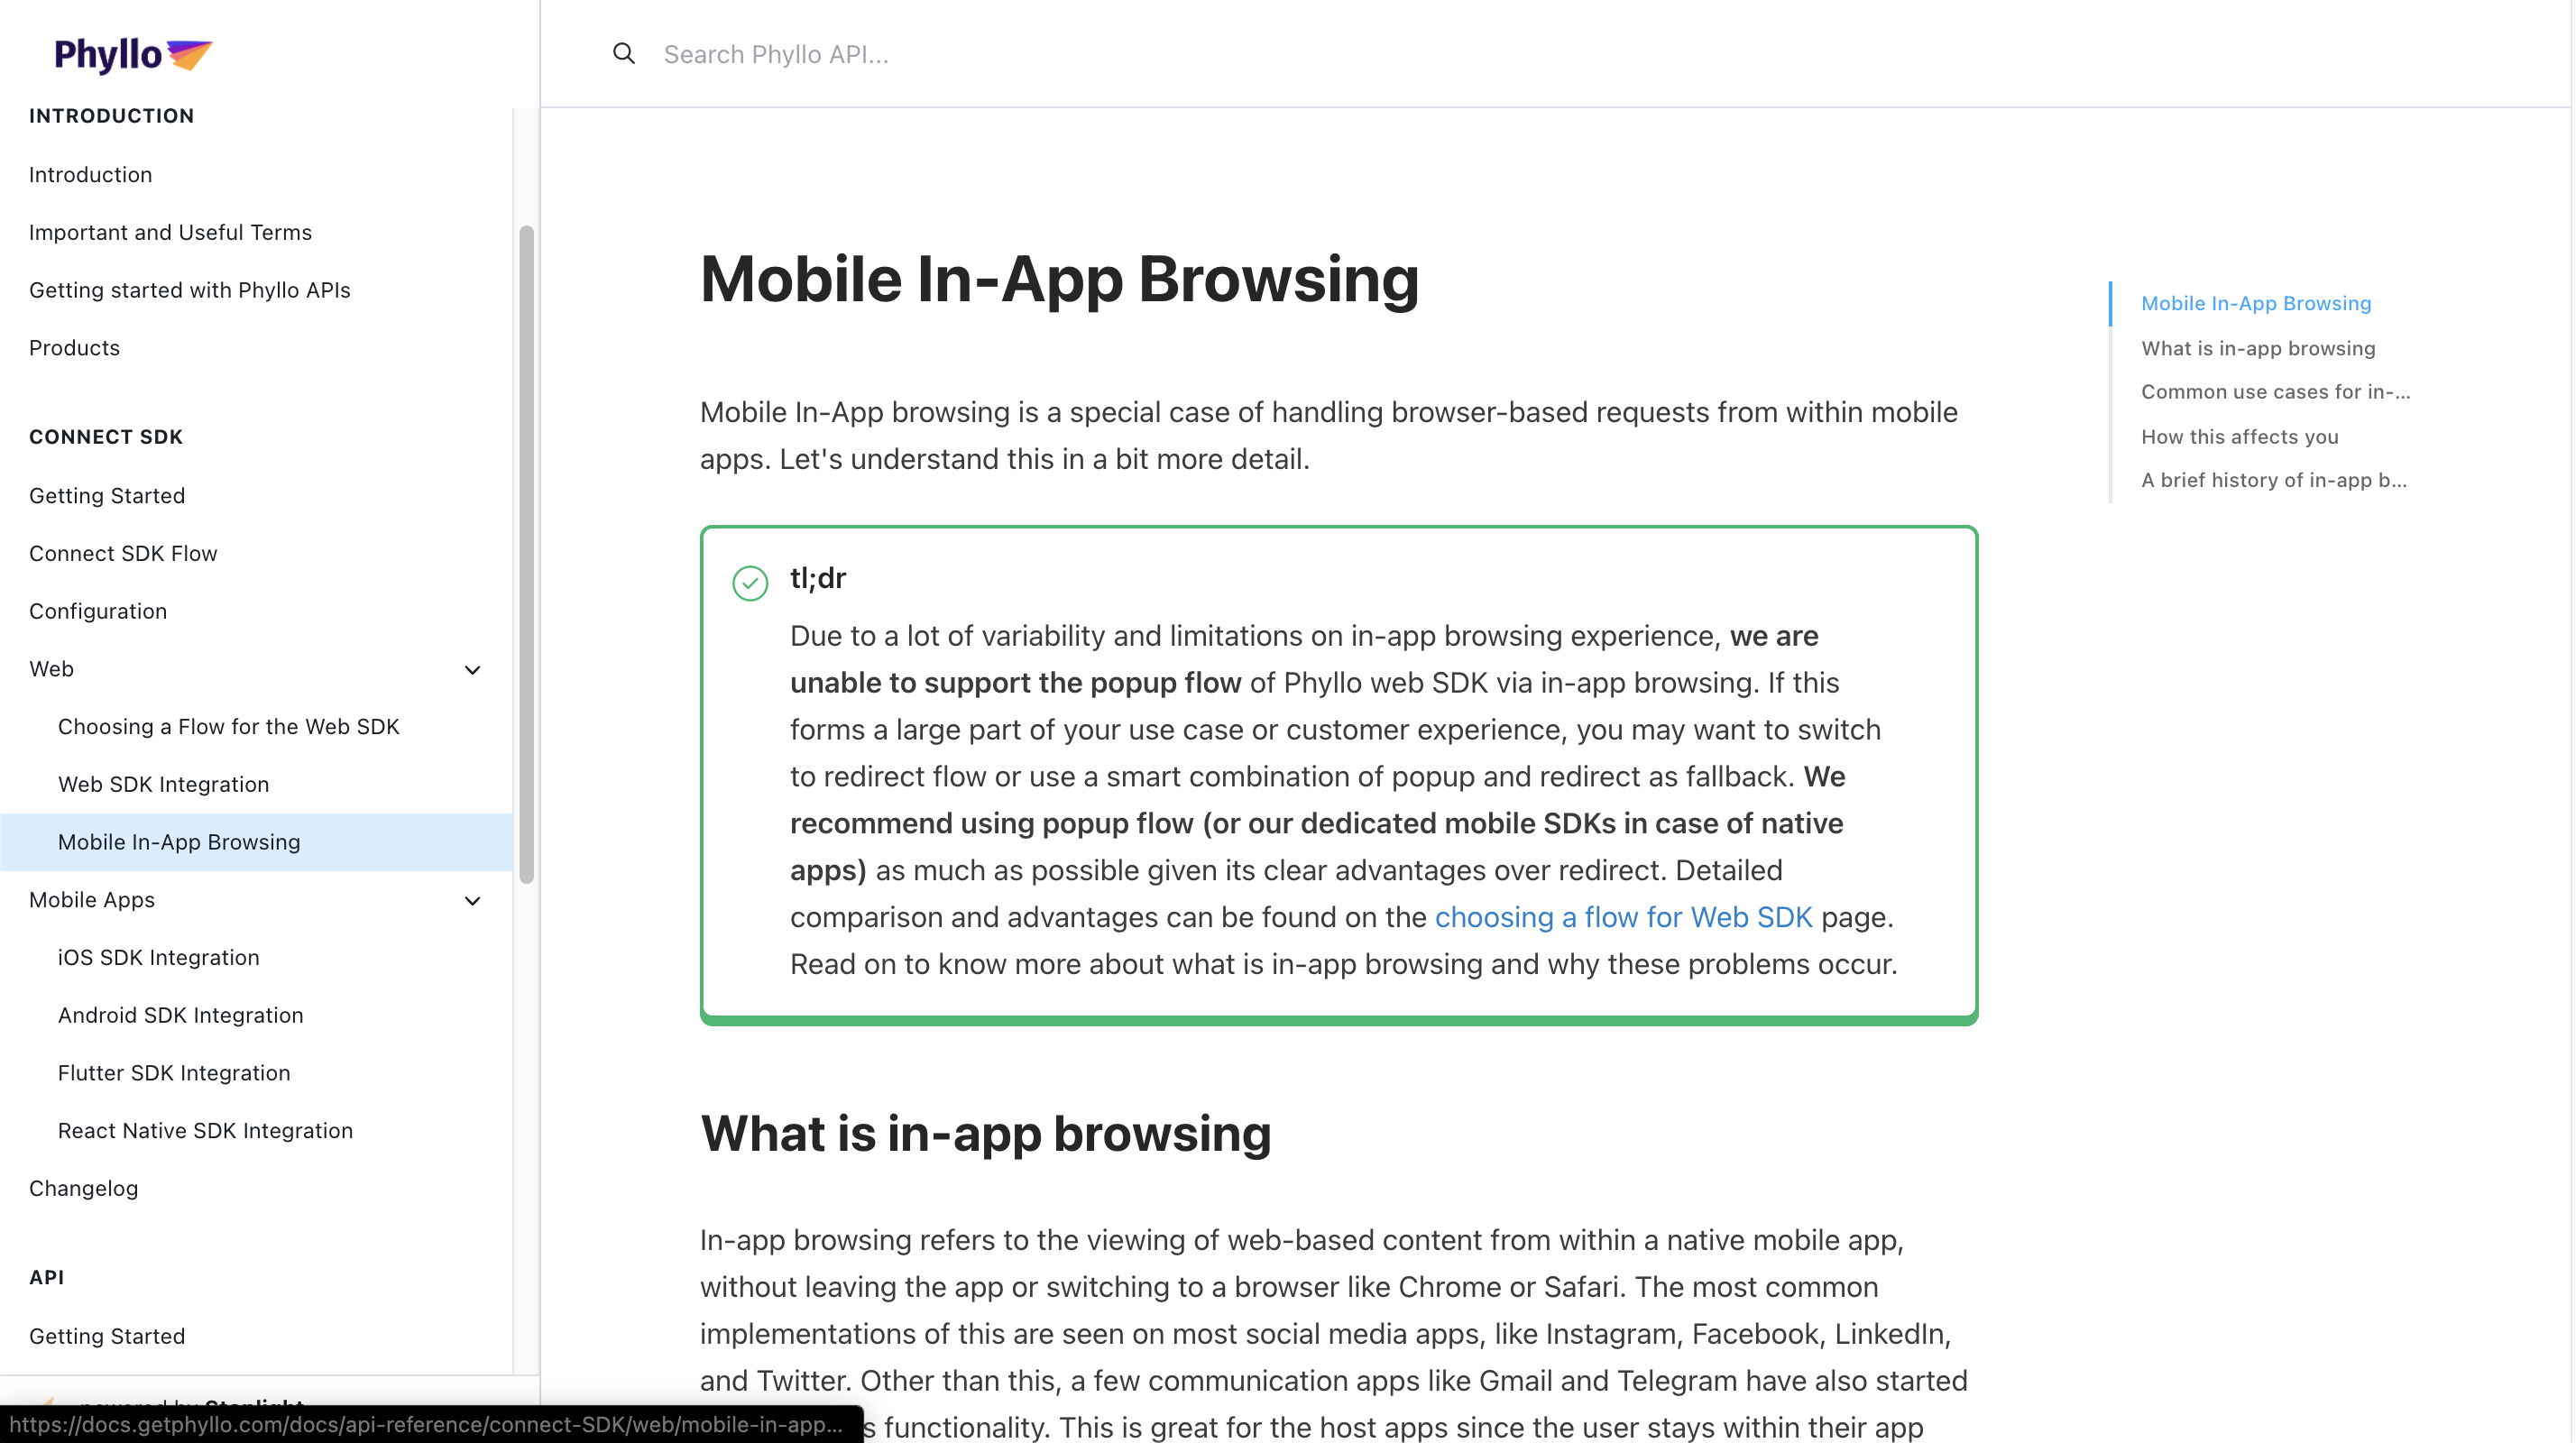 Phyllo
INTRODUCTION
Introduction
Important and Useful Terms
Getting started with Phyllo APIs
Products
CONNECT SDK
Getting Started
Connect SDK Flow
Configuration
Web
Choosing a Flow for the Web SDK
Web SDK Integration
Mobile In-App Browsing
Mobile Apps
iOS SDK Integration
Android SDK Integration
Flutter SDK Integration
React Native SDK Integration
Changelog
API
Getting Started
powered by Stoplight
https://docs.getphyllo.com/docs/api-reference/connect-SDK/web/mobile-in-app...
Search Phyllo API...
Mobile In-App Browsing
Mobile In-App browsing is a special case of handling browser-based requests from within mobile
apps. Let's understand this in a bit more detail.
tl;dr
Due to a lot of variability and limitations on in-app browsing experience, we are
unable to support the popup flow of Phyllo web SDK via in-app browsing. If this
forms a large part of your use case or customer experience, you may want to switch
to redirect flow or use a smart combination of popup and redirect as fallback. We
recommend using popup flow (or our dedicated mobile SDKs in case of native
apps) as much as possible given its clear advantages over redirect. Detailed
comparison and advantages can be found on the choosing a flow for Web SDK page.
Read on to know more about what is in-app browsing and why these problems occur.
What is in-app browsing
In-app browsing refers to the viewing of web-based content from within a native mobile app,
without leaving the app or switching to a browser like Chrome or Safari. The most common
implementations of this are seen on most social media apps, like Instagram, Facebook, LinkedIn,
and Twitter. Other than this, a few communication apps like Gmail and Telegram have also started
s functionality. This is great for the host apps since the user stays within their app
Mobile In-App Browsing
What is in-app browsing
Common use cases for in-...
How this affects you
A brief history of in-app b...